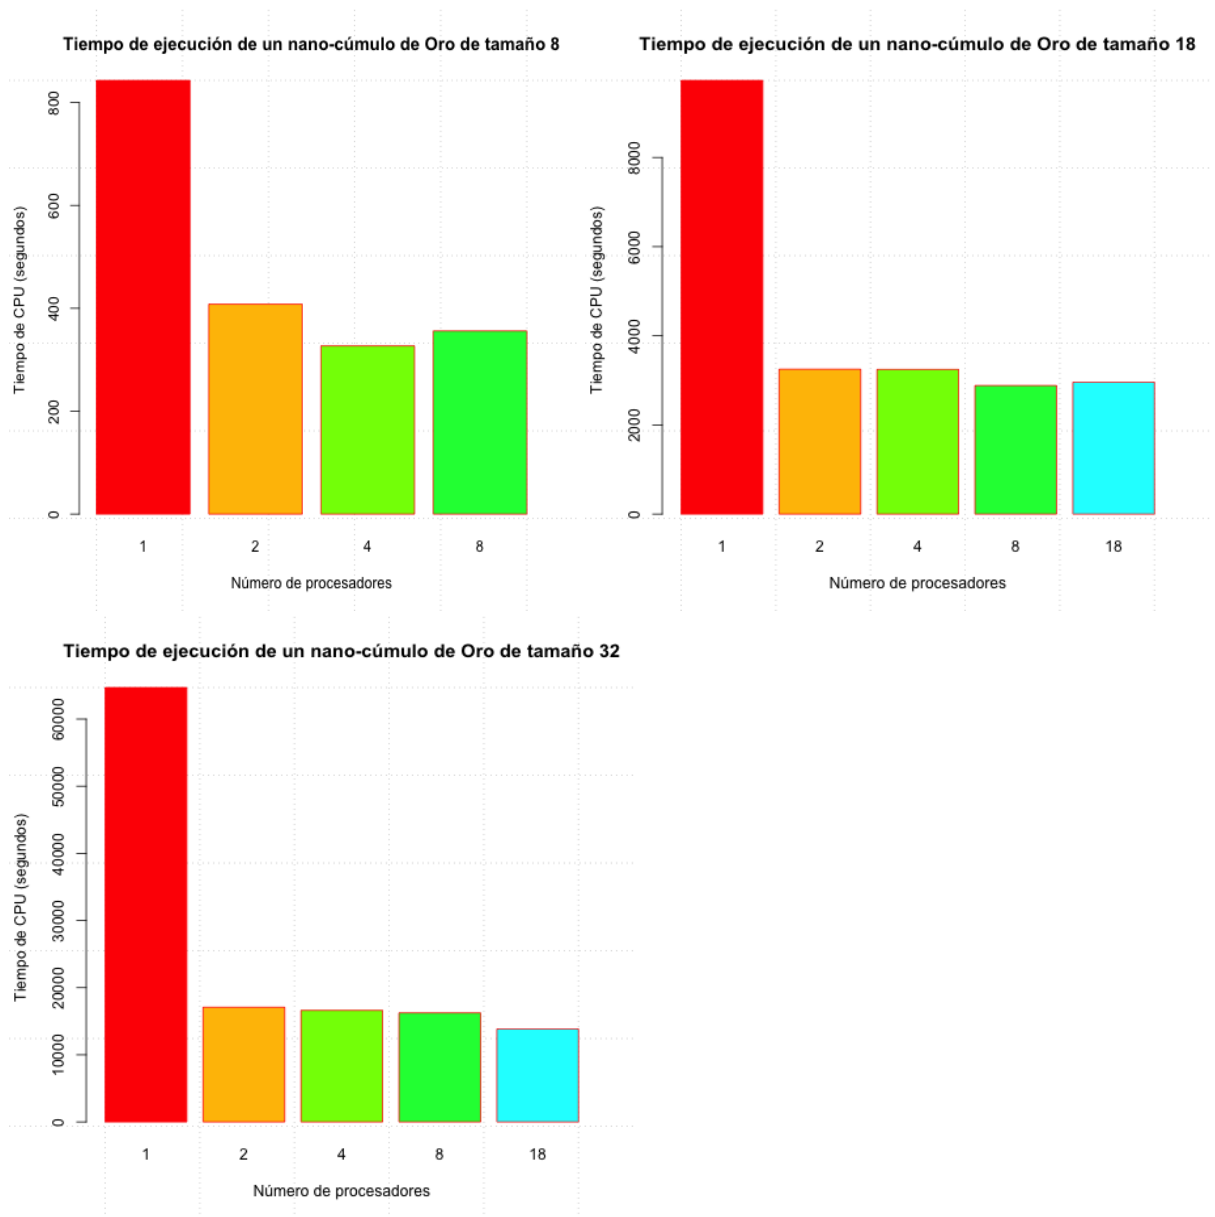 Tiempo de ejecución de un nano-cúmulo de Oro de tamaño 8
Tiempo de CPU (segundos)
800
600
400
200
0
1 2 4 8
Número de procesadores
Tiempo de ejecución de un nano-cúmulo de Oro de tamaño 18
Tiempo de CPU (segundos)
8000
6000
4000
2000
0
1 2 4 8 18
Número de procesadores
Tiempo de ejecución de un nano-cúmulo de Oro de tamaño 32
Tiempo de CPU (segundos)
60000
50000
40000
30000
20000
10000
0
1 2 4 8 18
Número de procesadores